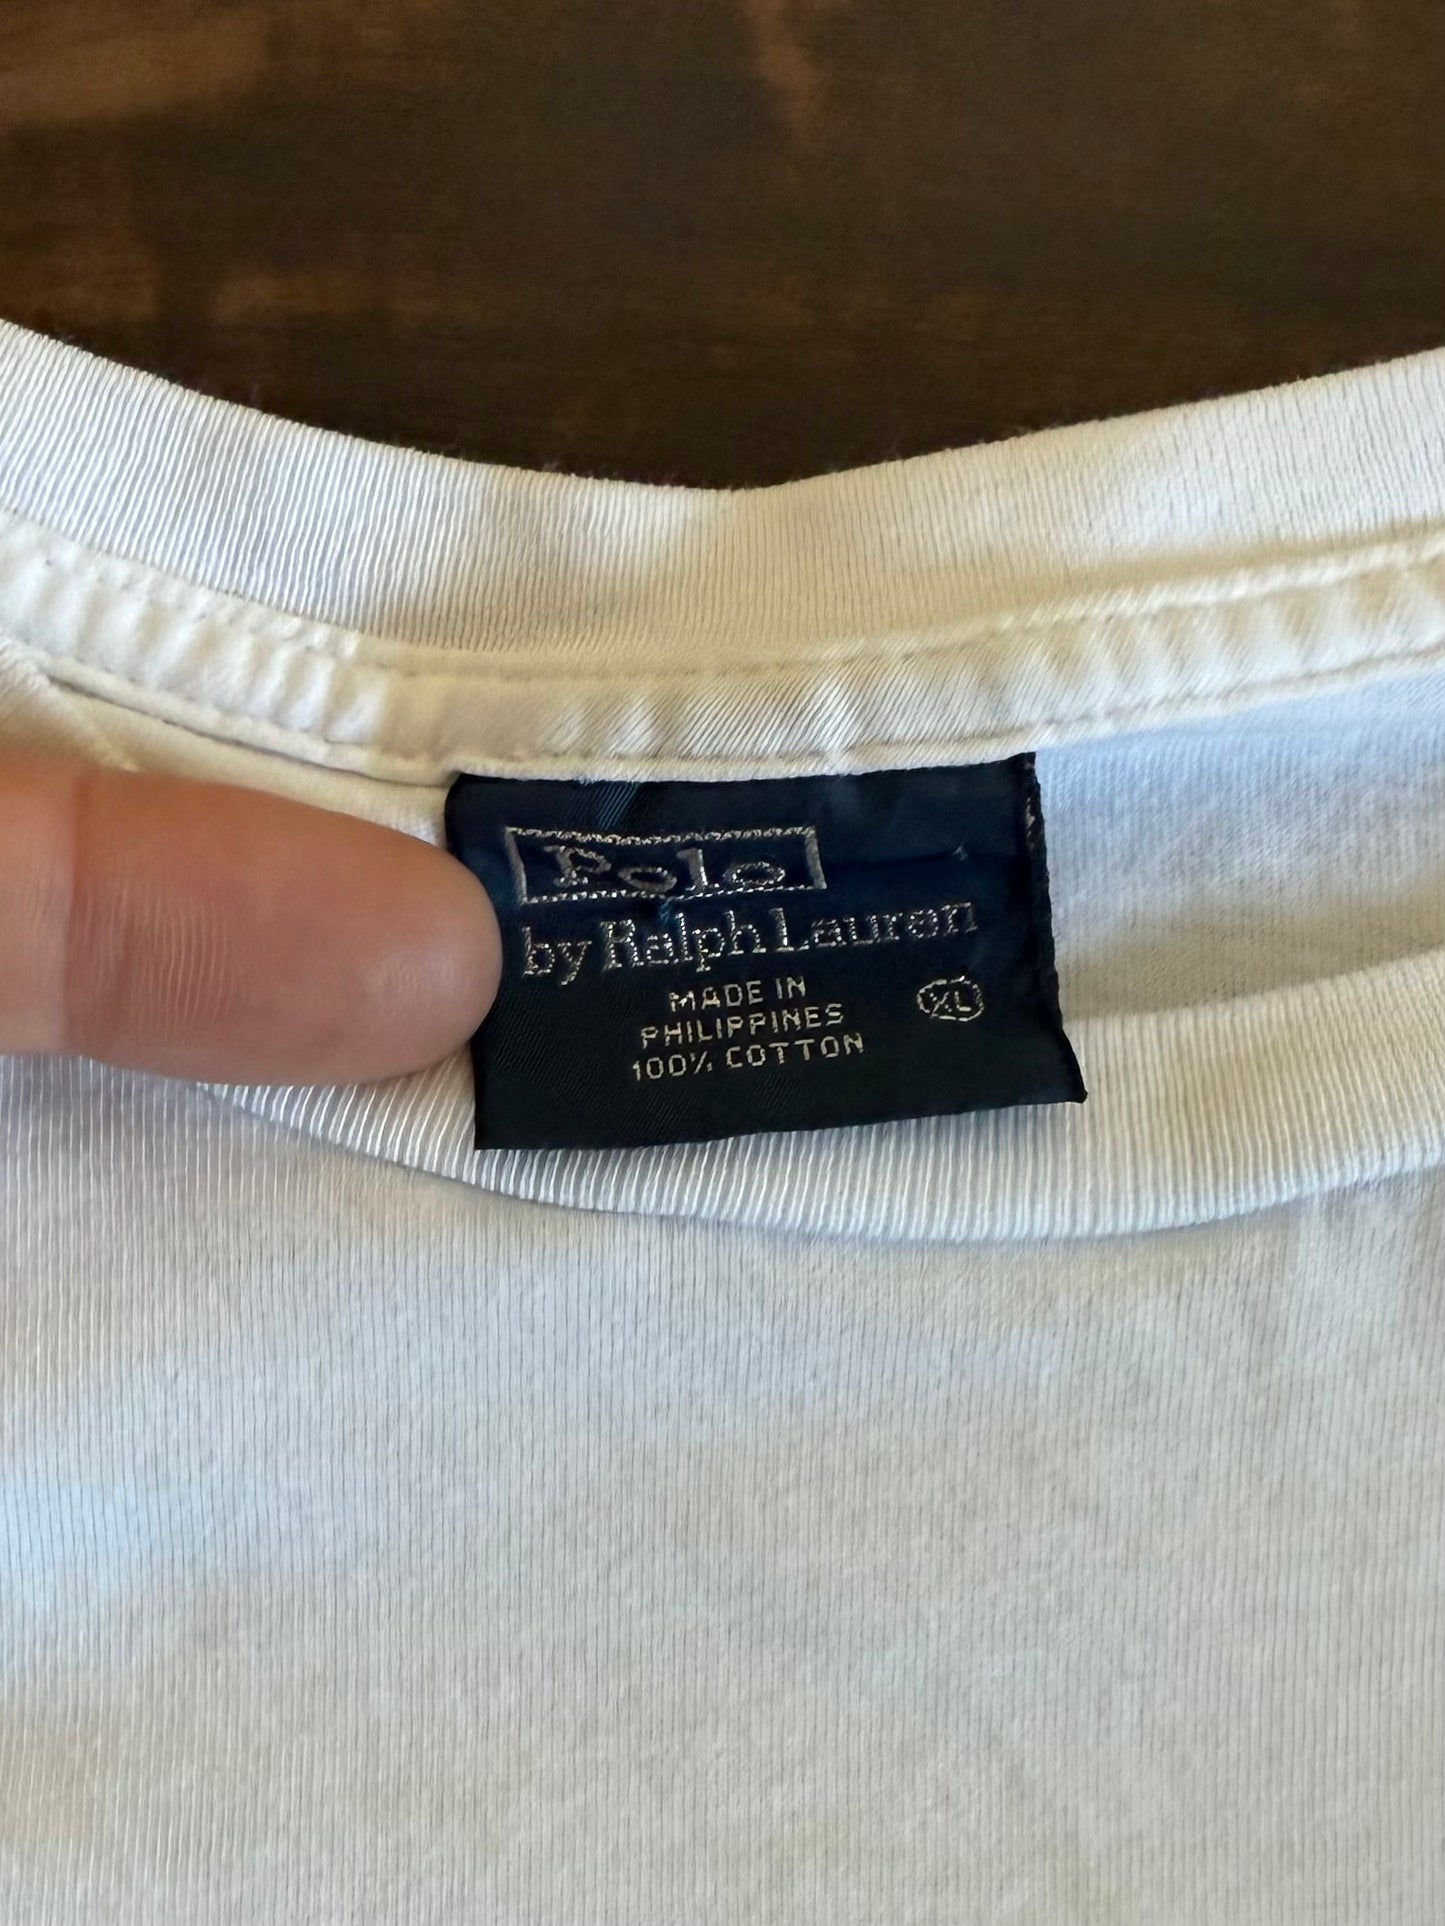 Polo
by Ralph Lauren
MADE IN
PHILIPPINES
100% COTTON
XL